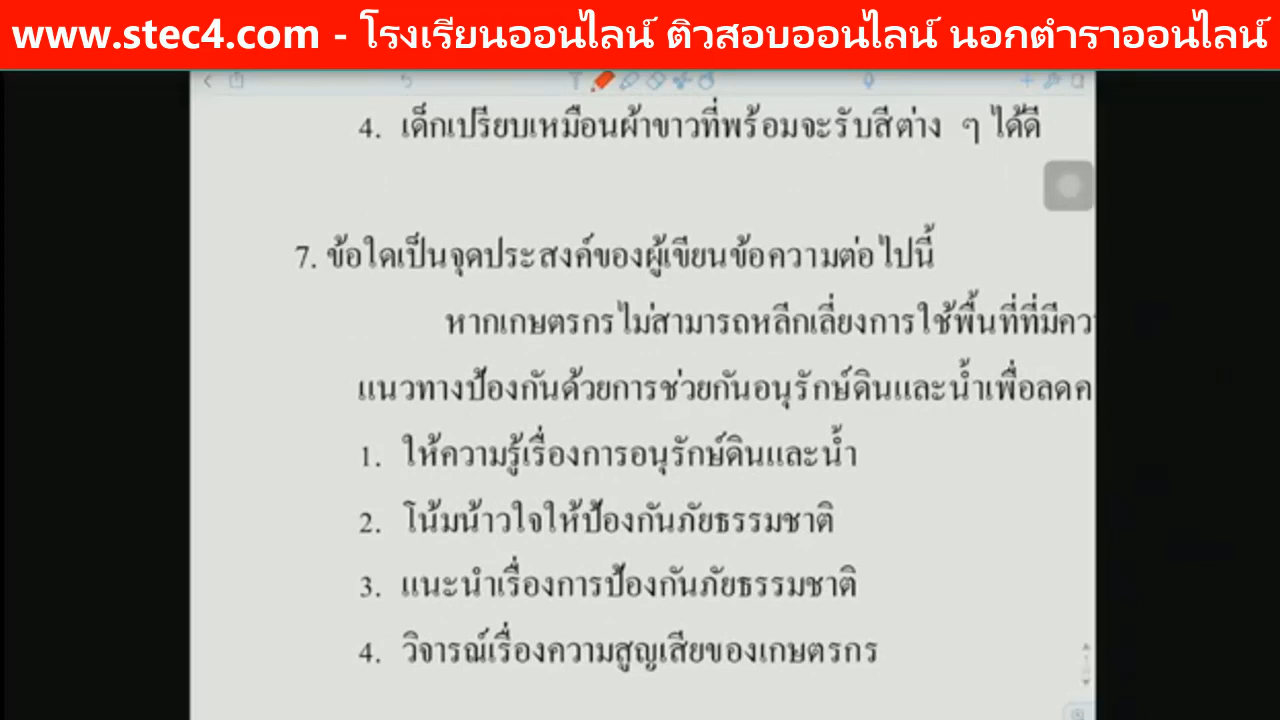 www.stec4.com - โรงเรียนออนไลน์ ติวสอบออนไลน์ นอกตำราออนไลน์
4. เด็กเปรียบเหมือนผ้าขาวที่พร้อมจะรับสีต่าง ๆ ได้ดี
7. ข้อใดเป็นจุดประสงค์ของผู้เขียนข้อความต่อไปนี้
หากเกษตรกรไม่สามารถหลีกเลี่ยงการใช้พื้นที่ที่มี
แนวทางป้องกันด้วยการช่วยกันอนุรักษ์ดินและน้ำเพื่อลด
1. ให้ความรู้เรื่องการอนุรักษ์ดินและน้ำ
2. โน้มน้าวใจให้ป้องกันภัยธรรมชาติ
3. แนะนำเรื่องการป้องกันภัยธรรมชาติ
4. วิจารณ์เรื่องความสูญเสียของเกษตรกร